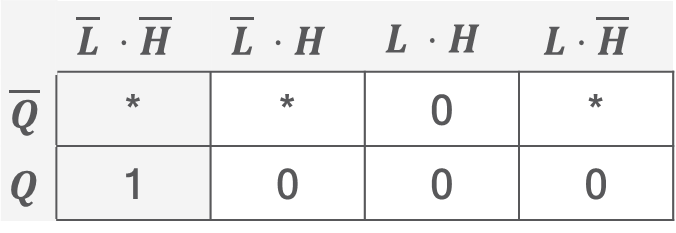 L̅ · H̅ L̅ · H L · H L · H̅
Q̅ * * 0 *
Q 1 0 0 0